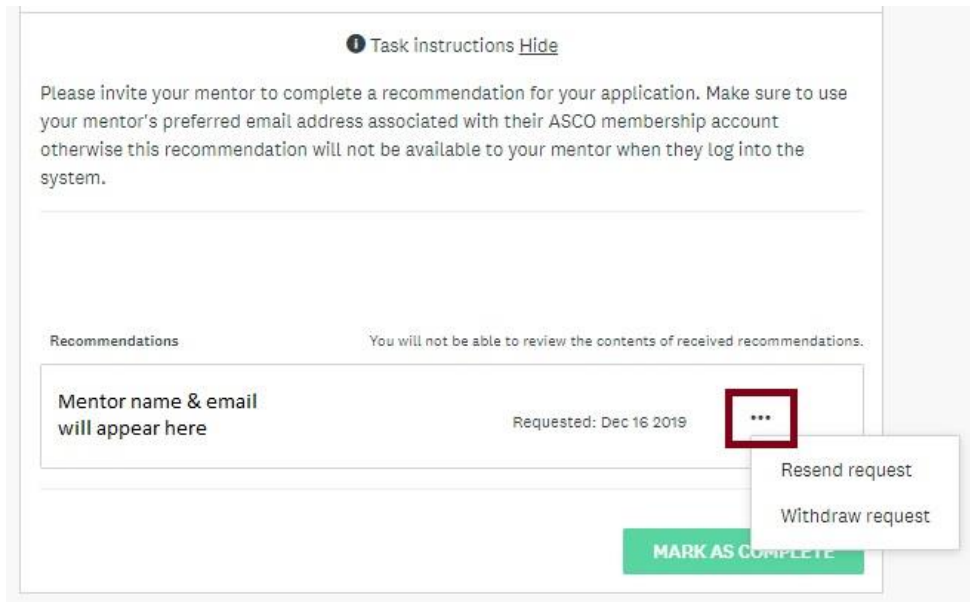 Task instructions Hide
Please invite your mentor to complete a recommendation for your application. Make sure to use
your mentor's preferred email address associated with their ASCO membership account
otherwise this recommendation will not be available to your mentor when they log into the
system.
Recommendations You will not be able to review the contents of received recommendations.
Mentor name & email
will appear here
Requested: Dec 16 2019 •••
Resend request
Withdraw request
MARK AS COMPLETE